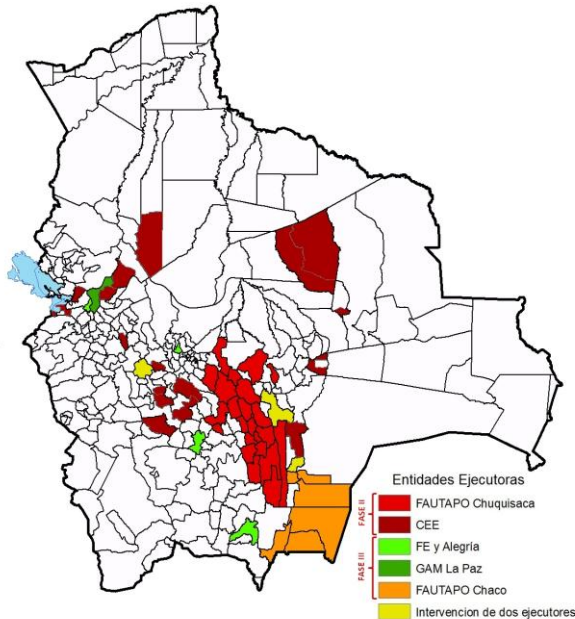 Entidades Ejecutoras
FASE II
FAUTAPO Chuquisaca
CEE
FASE III
FE y Alegría
GAM La Paz
FAUTAPO Chaco
Intervencion de dos ejecutores